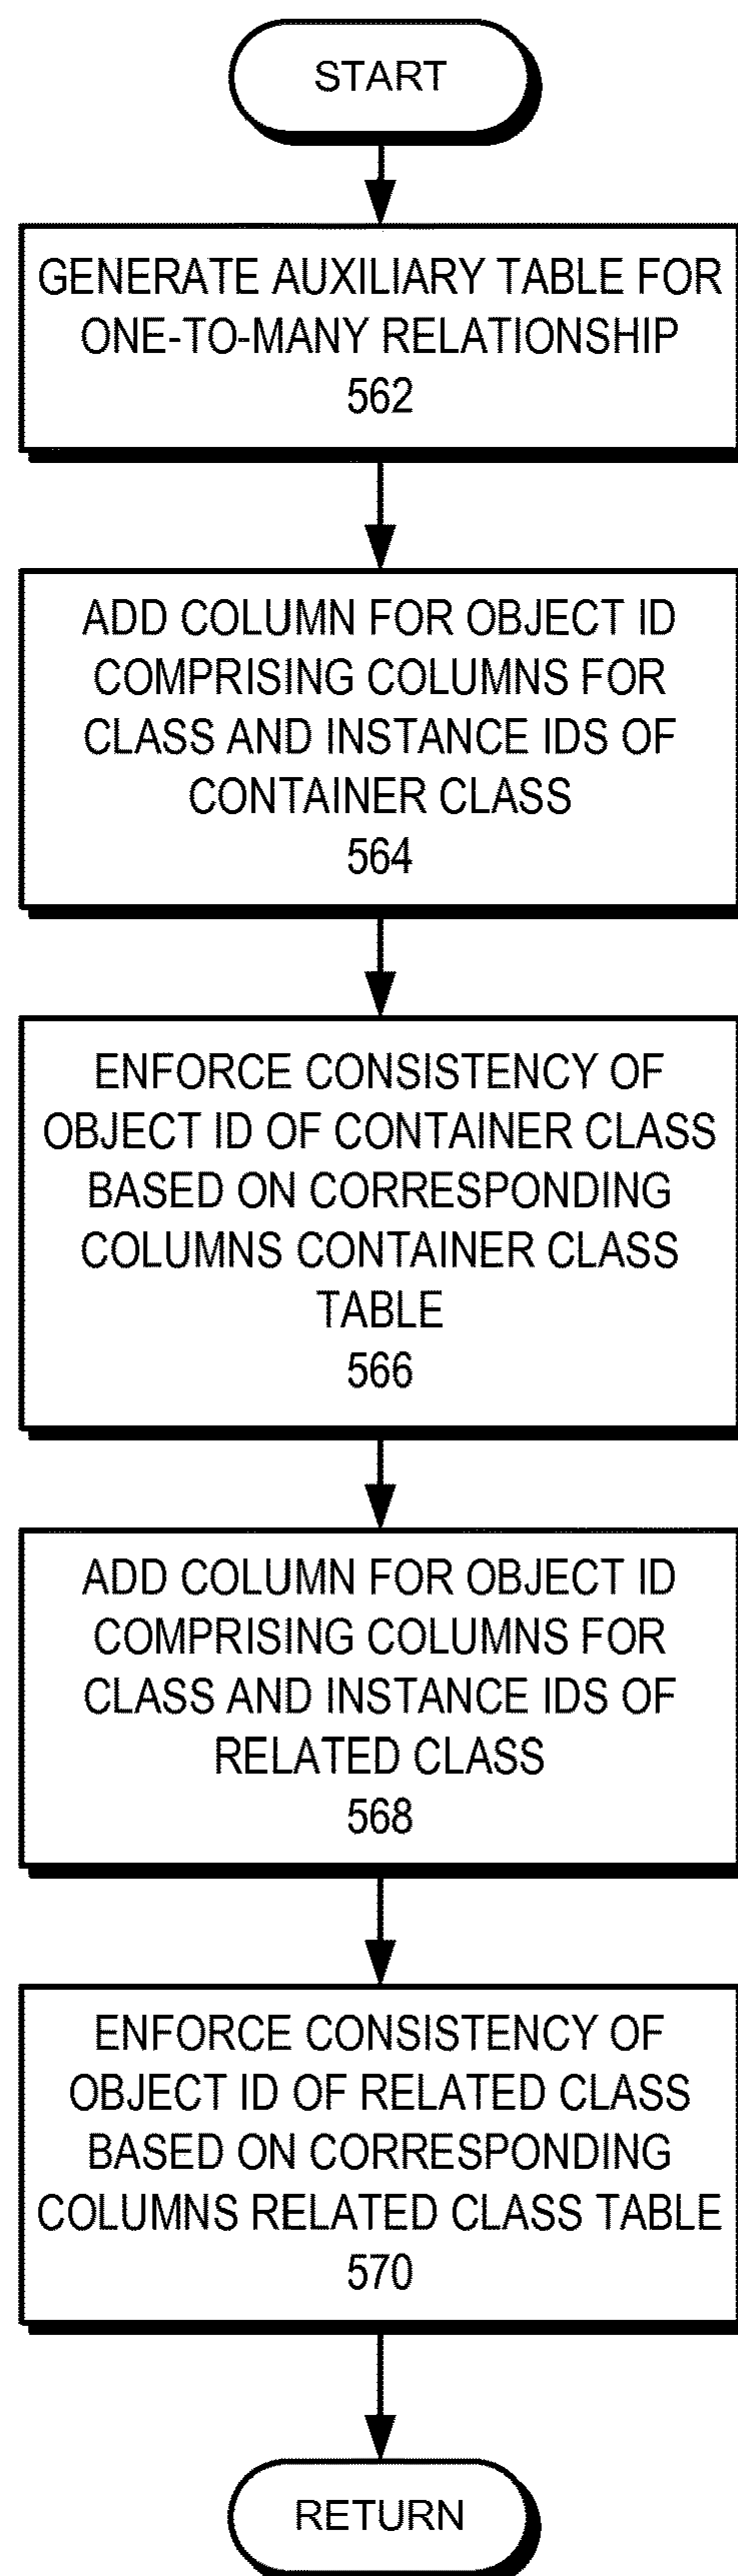 START
GENERATE AUXILIARY TABLE FOR
ONE-TO-MANY RELATIONSHIP
562
ADD COLUMN FOR OBJECT ID
COMPRISING COLUMNS FOR
CLASS AND INSTANCE IDS OF
CONTAINER CLASS
564
ENFORCE CONSISTENCY OF
OBJECT ID OF CONTAINER CLASS
BASED ON CORRESPONDING
COLUMNS CONTAINER CLASS
TABLE
566
ADD COLUMN FOR OBJECT ID
COMPRISING COLUMNS FOR
CLASS AND INSTANCE IDS OF
RELATED CLASS
568
ENFORCE CONSISTENCY OF
OBJECT ID OF RELATED CLASS
BASED ON CORRESPONDING
COLUMNS RELATED CLASS TABLE
570
RETURN